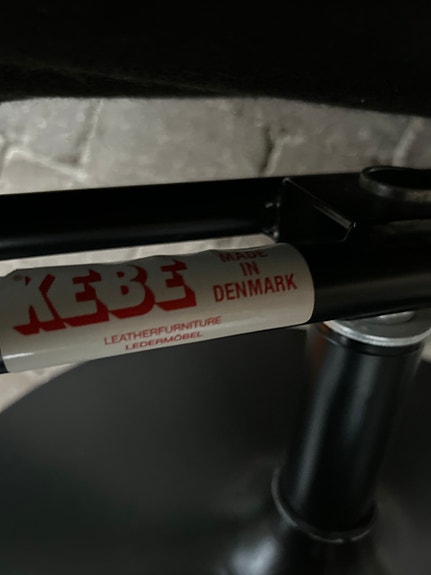 KEBE
MADE
IN
DENMARK
LEATHERFURNITURE
LEDERMÖBEL